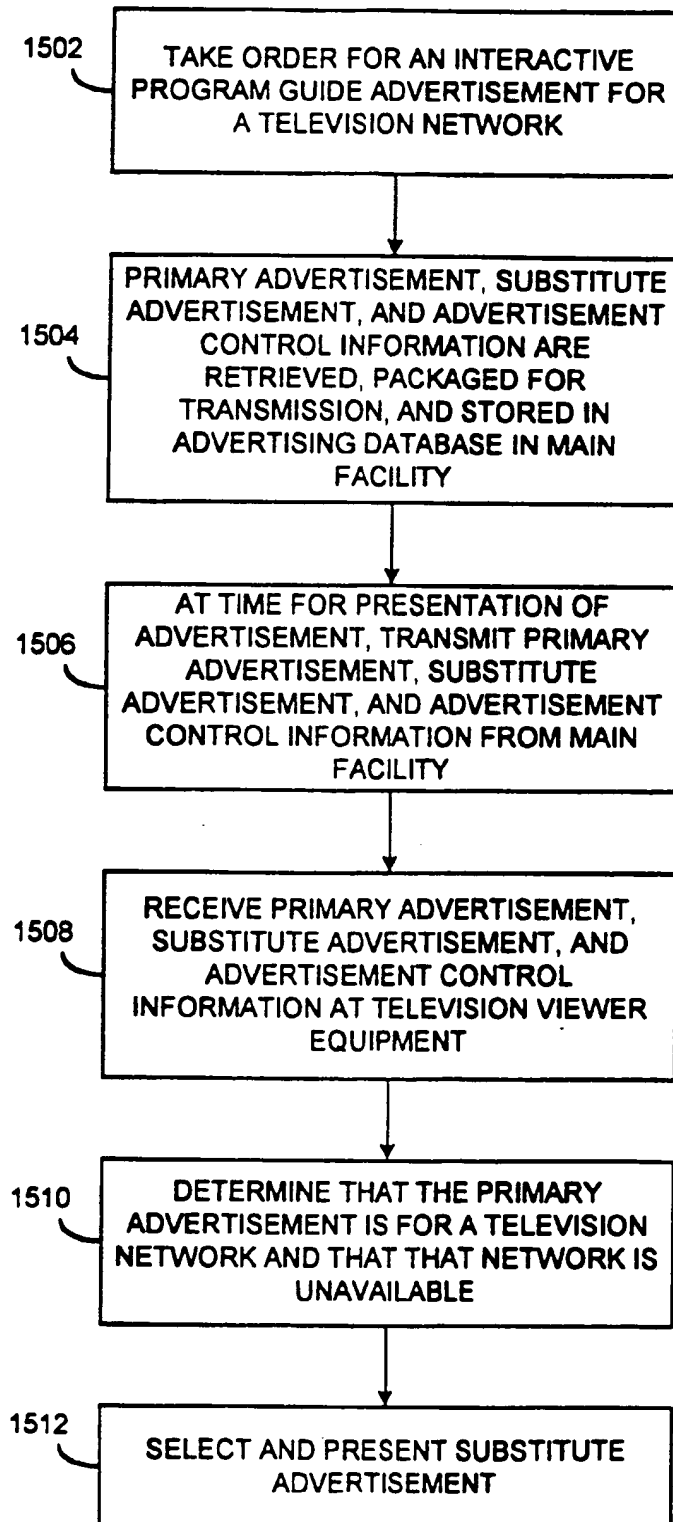 1502
TAKE ORDER FOR AN INTERACTIVE
PROGRAM GUIDE ADVERTISEMENT FOR
A TELEVISION NETWORK
1504
PRIMARY ADVERTISEMENT, SUBSTITUTE
ADVERTISEMENT, AND ADVERTISEMENT
CONTROL INFORMATION ARE
RETRIEVED, PACKAGED FOR
TRANSMISSION, AND STORED IN
ADVERTISING DATABASE IN MAIN
FACILITY
1506
AT TIME FOR PRESENTATION OF
ADVERTISEMENT, TRANSMIT PRIMARY
ADVERTISEMENT, SUBSTITUTE
ADVERTISEMENT, AND ADVERTISEMENT
CONTROL INFORMATION FROM MAIN
FACILITY
1508
RECEIVE PRIMARY ADVERTISEMENT,
SUBSTITUTE ADVERTISEMENT, AND
ADVERTISEMENT CONTROL
INFORMATION AT TELEVISION VIEWER
EQUIPMENT
1510
DETERMINE THAT THE PRIMARY
ADVERTISEMENT IS FOR A TELEVISION
NETWORK AND THAT THAT NETWORK IS
UNAVAILABLE
1512
SELECT AND PRESENT SUBSTITUTE
ADVERTISEMENT